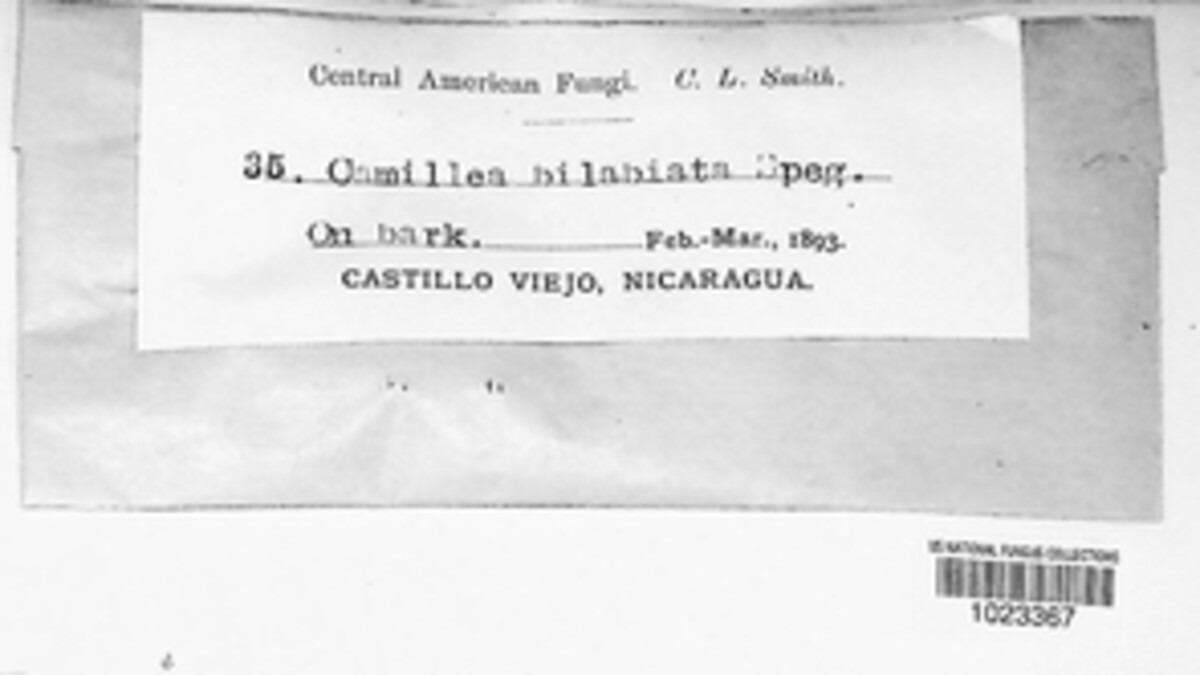 Central American Fungi. C. L. Smith.
35. Camillea bilabiata Speg.
On bark. Feb.-Mar., 1893.
CASTILLO VIEJO, NICARAGUA.
US NATIONAL FUNGUS COLLECTIONS
1023367